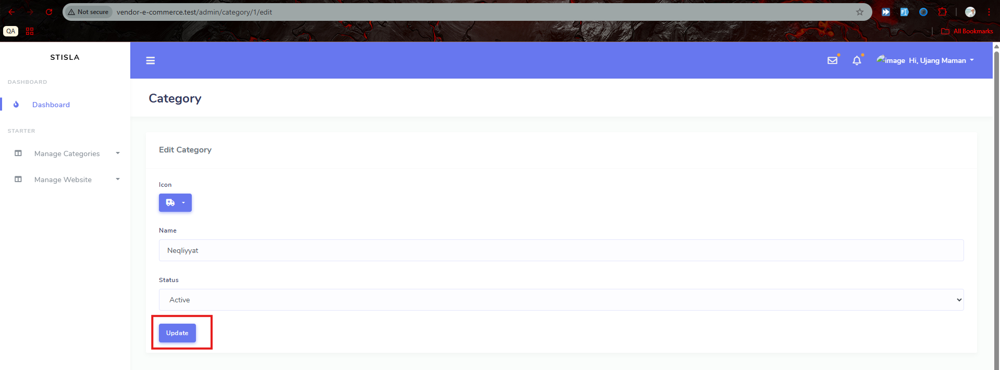 Not secure
vendor-e-commerce.test/admin/category/1/edit
QA
All Bookmarks
STISLA
image Hi, Ujang Maman
DASHBOARD
Dashboard
STARTER
Manage Categories
Manage Website
Category
Edit Category
Icon
Name
Neqliyyat
Status
Active
Update